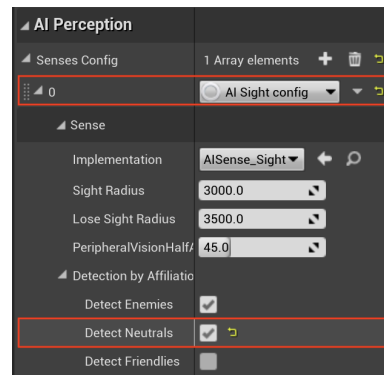 AI Perception
Senses Config 1 Array elements
0 AI Sight config
Sense
Implementation AISense_Sight
Sight Radius 3000.0
Lose Sight Radius 3500.0
PeripheralVisionHalfA 45.0
Detection by Affiliatio
Detect Enemies
Detect Neutrals
Detect Friendlies